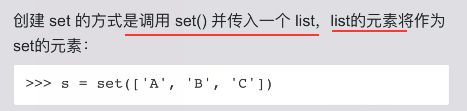 创建 set 的方式是调用 set() 并传入一个 list，list的元素将作为
set的元素：
>>> s = set(['A', 'B', 'C'])